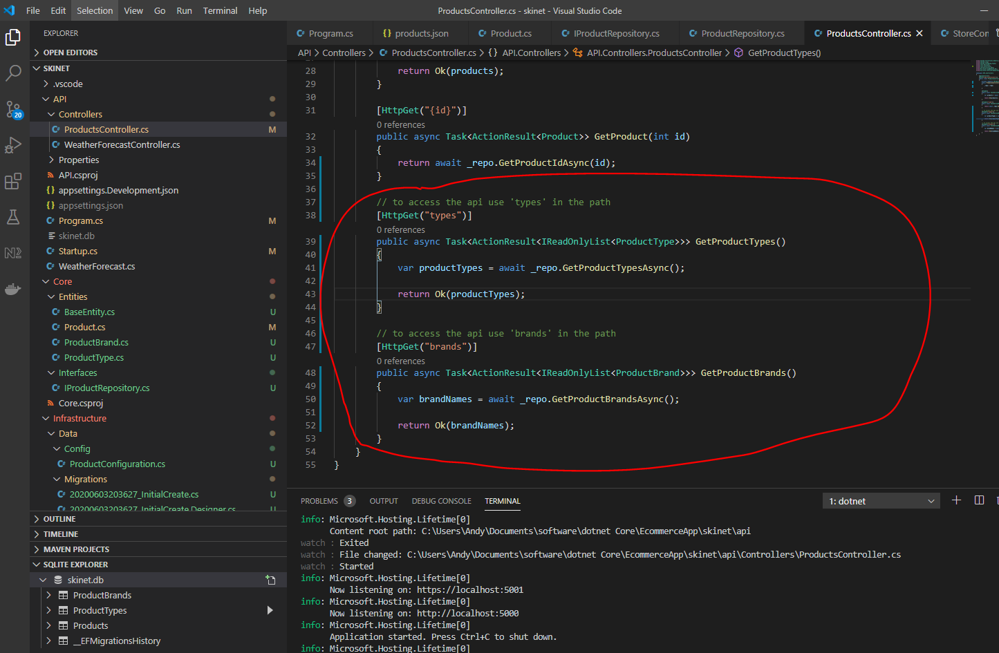 File Edit Selection View Go Run Terminal Help ProductsController.cs - skinet - Visual Studio Code
EXPLORER
OPEN EDITORS
SKINET
.vscode
API
Controllers
ProductsController.cs M
WeatherForecastController.cs
Properties
API.csproj
appsettings.Development.json
appsettings.json
Program.cs M
skinet.db
Startup.cs M
WeatherForecast.cs
Core
Entities
BaseEntity.cs U
Product.cs M
ProductBrand.cs U
ProductType.cs U
Interfaces
IProductRepository.cs U
Core.csproj
Infrastructure
Data
Config
ProductConfiguration.cs U
Migrations
20200603203627_InitialCreate.cs U
20200603203627_InitialCreate.Designer.cs U
OUTLINE
TIMELINE
MAVEN PROJECTS
SQLITE EXPLORER
skinet.db
ProductBrands
ProductTypes
Products
__EFMigrationsHistory
20
Program.cs products.json Product.cs IProductRepository.cs ProductRepository.cs ProductsController.cs StoreCon
API > Controllers > ProductsController.cs > {} API.Controllers > API.Controllers.ProductsController > GetProductTypes()
28 return Ok(products);
29 }
30
31 [HttpGet("{id}")]
0 references
32 public async Task<ActionResult<Product>> GetProduct(int id)
33 {
34 return await _repo.GetProductIdAsync(id);
35 }
36
37 // to access the api use 'types' in the path
38 [HttpGet("types")]
0 references
39 public async Task<ActionResult<IReadOnlyList<ProductType>>> GetProductTypes()
40 {
41 var productTypes = await _repo.GetProductTypesAsync();
42
43 return Ok(productTypes);
44 }
45
46 // to access the api use 'brands' in the path
47 [HttpGet("brands")]
0 references
48 public async Task<ActionResult<IReadOnlyList<ProductBrand>>> GetProductBrands()
49 {
50 var brandNames = await _repo.GetProductBrandsAsync();
51
52 return Ok(brandNames);
53 }
54 }
55 }
PROBLEMS 3 OUTPUT DEBUG CONSOLE TERMINAL 1: dotnet
info: Microsoft.Hosting.Lifetime[0]
Content root path: C:\Users\Andy\Documents\software\dotnet Core\EcommerceApp\skinet\api
watch : Exited
watch : File changed: C:\Users\Andy\Documents\software\dotnet Core\EcommerceApp\skinet\api\Controllers\ProductsController.cs
watch : Started
info: Microsoft.Hosting.Lifetime[0]
Now listening on: https://localhost:5001
info: Microsoft.Hosting.Lifetime[0]
Now listening on: http://localhost:5000
info: Microsoft.Hosting.Lifetime[0]
Application started. Press Ctrl+C to shut down.
info: Microsoft.Hosting.Lifetime[0]